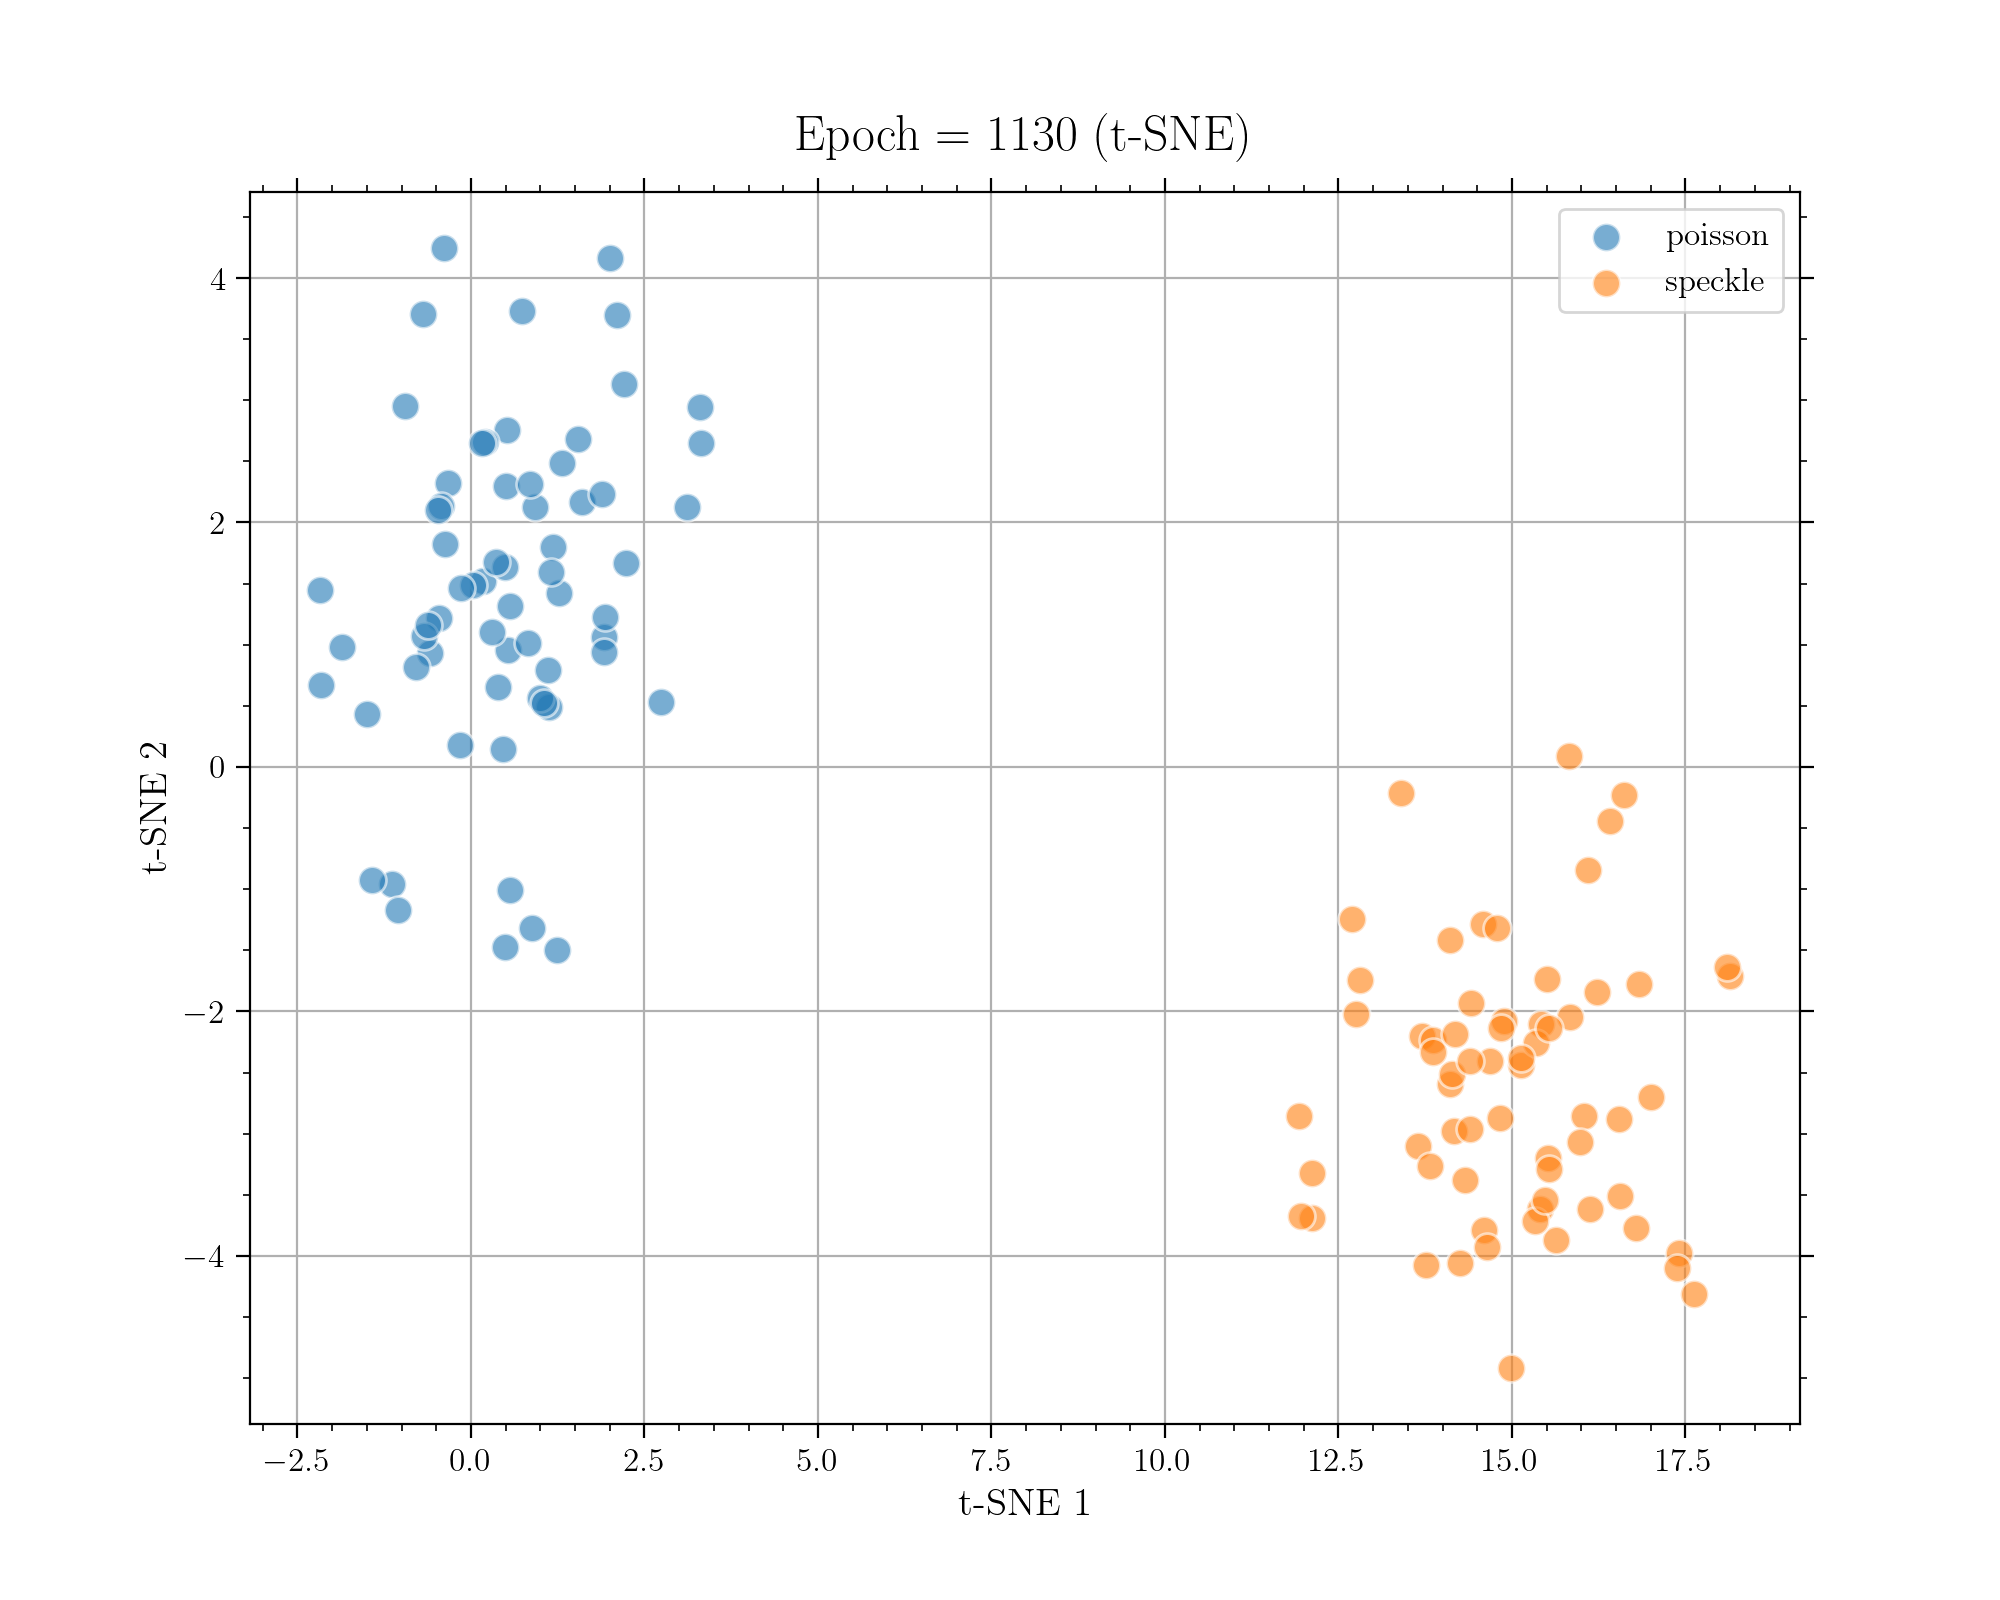 Epoch = 1130 (t-SNE)
poisson
speckle
4
2
0
−2
−4
t-SNE 2
−2.5 0.0 2.5 5.0 7.5 10.0 12.5 15.0 17.5
t-SNE 1